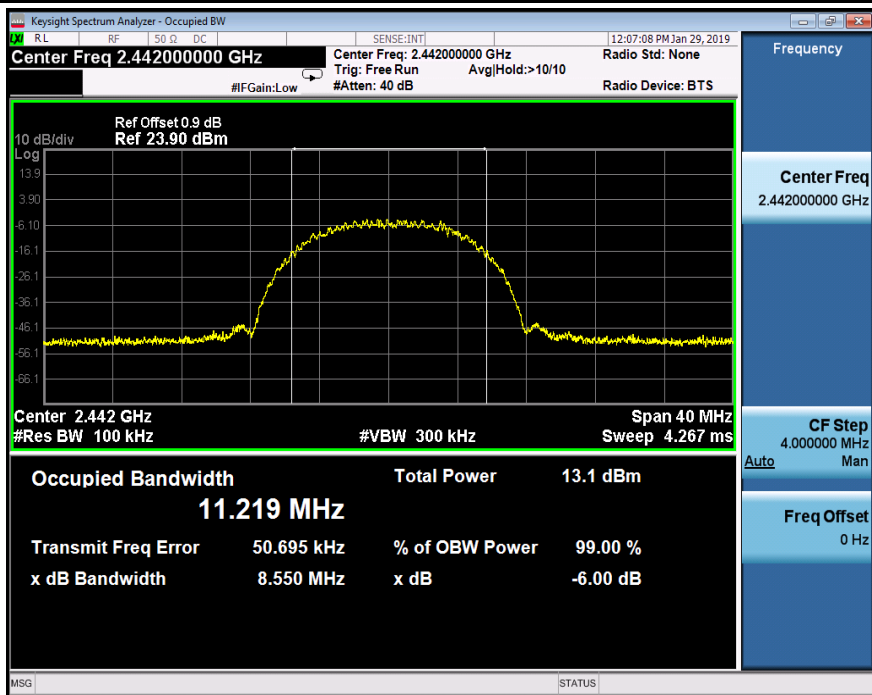 Keysight Spectrum Analyzer - Occupied BW
LXI RL RF 50 Ω DC SENSE:INT 12:07:08 PM Jan 29, 2019
Center Freq 2.442000000 GHz
Center Freq: 2.442000000 GHz Radio Std: None
Trig: Free Run Avg|Hold:>10/10
#IFGain:Low #Atten: 40 dB Radio Device: BTS
Ref Offset 0.9 dB
10 dB/div Ref 23.90 dBm
Log
13.9
3.90
-6.10
-16.1
-26.1
-36.1
-46.1
-56.1
-66.1
Center 2.442 GHz Span 40 MHz
#Res BW 100 kHz #VBW 300 kHz Sweep 4.267 ms
Occupied Bandwidth Total Power 13.1 dBm
11.219 MHz
Transmit Freq Error 50.695 kHz % of OBW Power 99.00 %
x dB Bandwidth 8.550 MHz x dB -6.00 dB
Frequency
Center Freq
2.442000000 GHz
CF Step
4.000000 MHz
Auto Man
Freq Offset
0 Hz
MSG STATUS